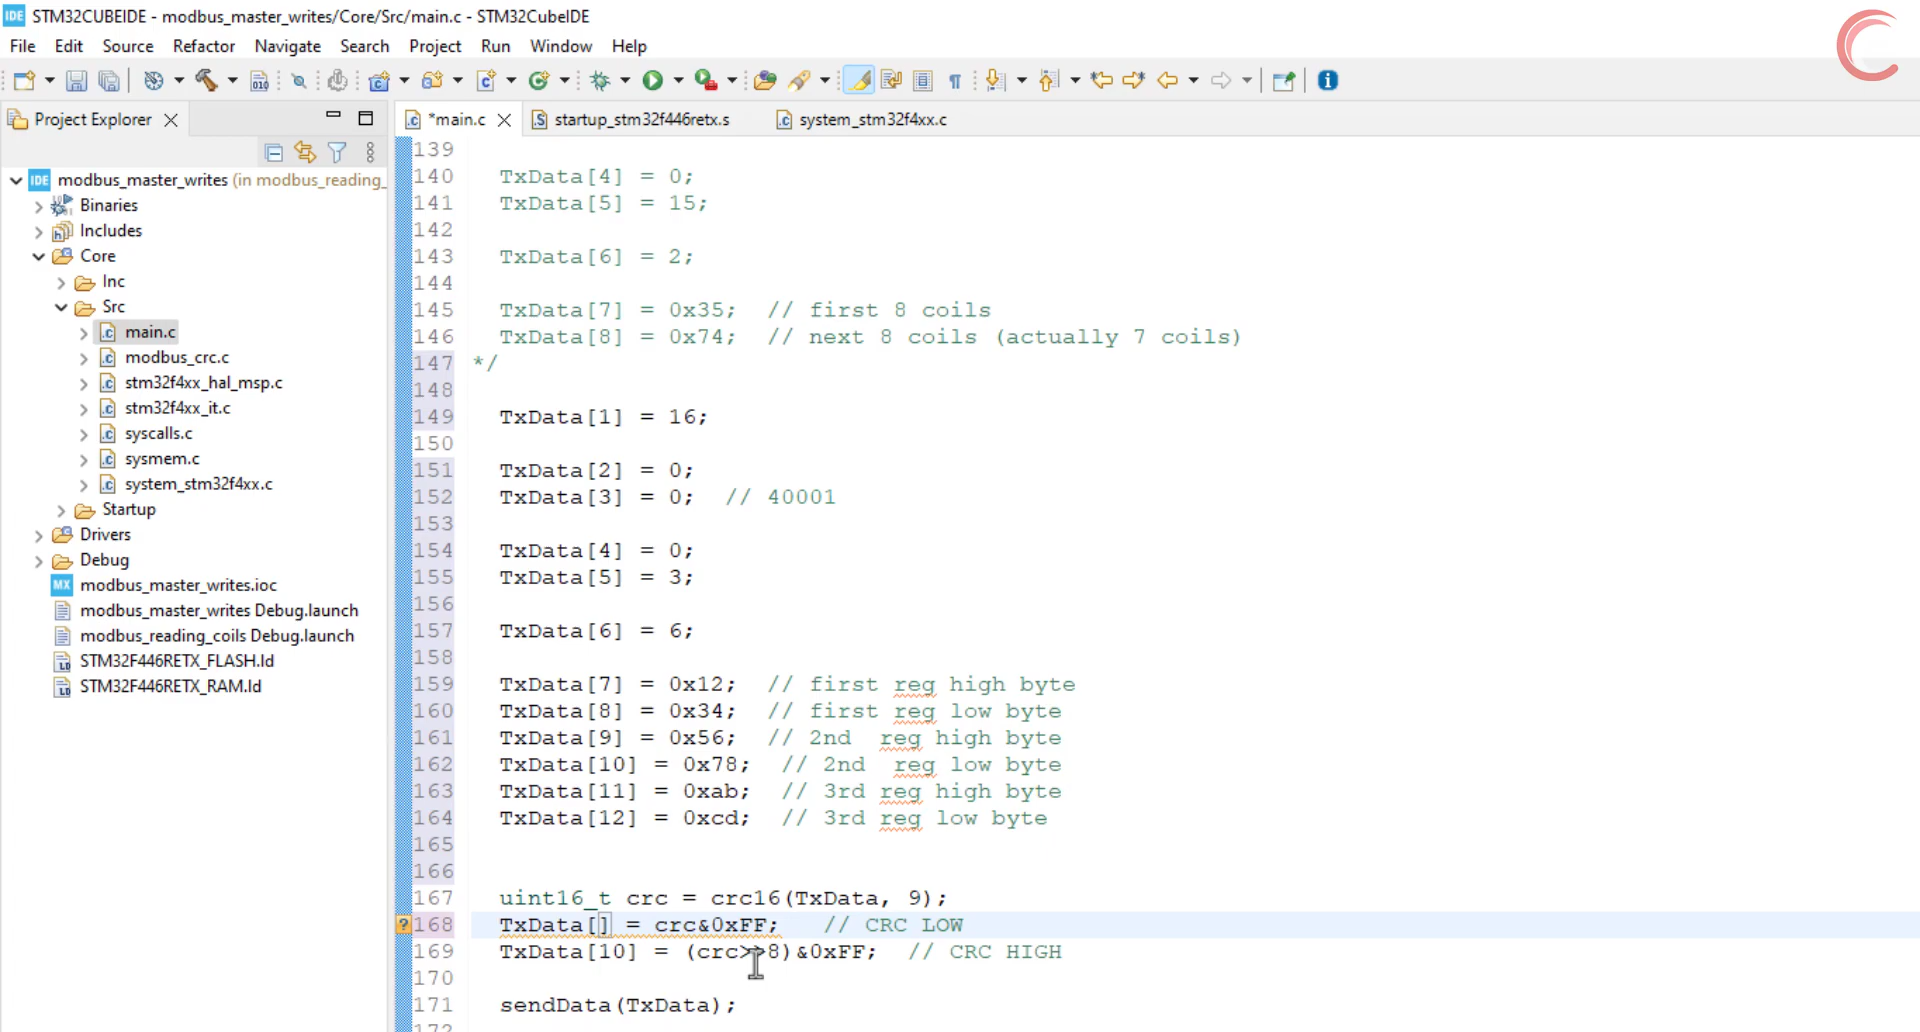 IDE STM32CUBEIDE - modbus_master_writes/Core/Src/main.c - STM32CubeIDE
File Edit Source Refactor Navigate Search Project Run Window Help
010
Project Explorer
*main.c
startup_stm32f446retx.s
system_stm32f4xx.c
IDE modbus_master_writes (in modbus_reading_
Binaries
Includes
Core
Inc
Src
main.c
modbus_crc.c
stm32f4xx_hal_msp.c
stm32f4xx_it.c
syscalls.c
sysmem.c
system_stm32f4xx.c
Startup
Drivers
Debug
MX modbus_master_writes.ioc
modbus_master_writes Debug.launch
modbus_reading_coils Debug.launch
STM32F446RETX_FLASH.ld
STM32F446RETX_RAM.ld
139
140 TxData[4] = 0;
141 TxData[5] = 15;
142
143 TxData[6] = 2;
144
145 TxData[7] = 0x35; // first 8 coils
146 TxData[8] = 0x74; // next 8 coils (actually 7 coils)
147 */
148
149 TxData[1] = 16;
150
151 TxData[2] = 0;
152 TxData[3] = 0; // 40001
153
154 TxData[4] = 0;
155 TxData[5] = 3;
156
157 TxData[6] = 6;
158
159 TxData[7] = 0x12; // first reg high byte
160 TxData[8] = 0x34; // first reg low byte
161 TxData[9] = 0x56; // 2nd  reg high byte
162 TxData[10] = 0x78; // 2nd  reg low byte
163 TxData[11] = 0xab; // 3rd reg high byte
164 TxData[12] = 0xcd; // 3rd reg low byte
165
166
167 uint16_t crc = crc16(TxData, 9);
168 TxData[] = crc&0xFF; // CRC LOW
169 TxData[10] = (crc>>8)&0xFF; // CRC HIGH
170
171 sendData(TxData);
172